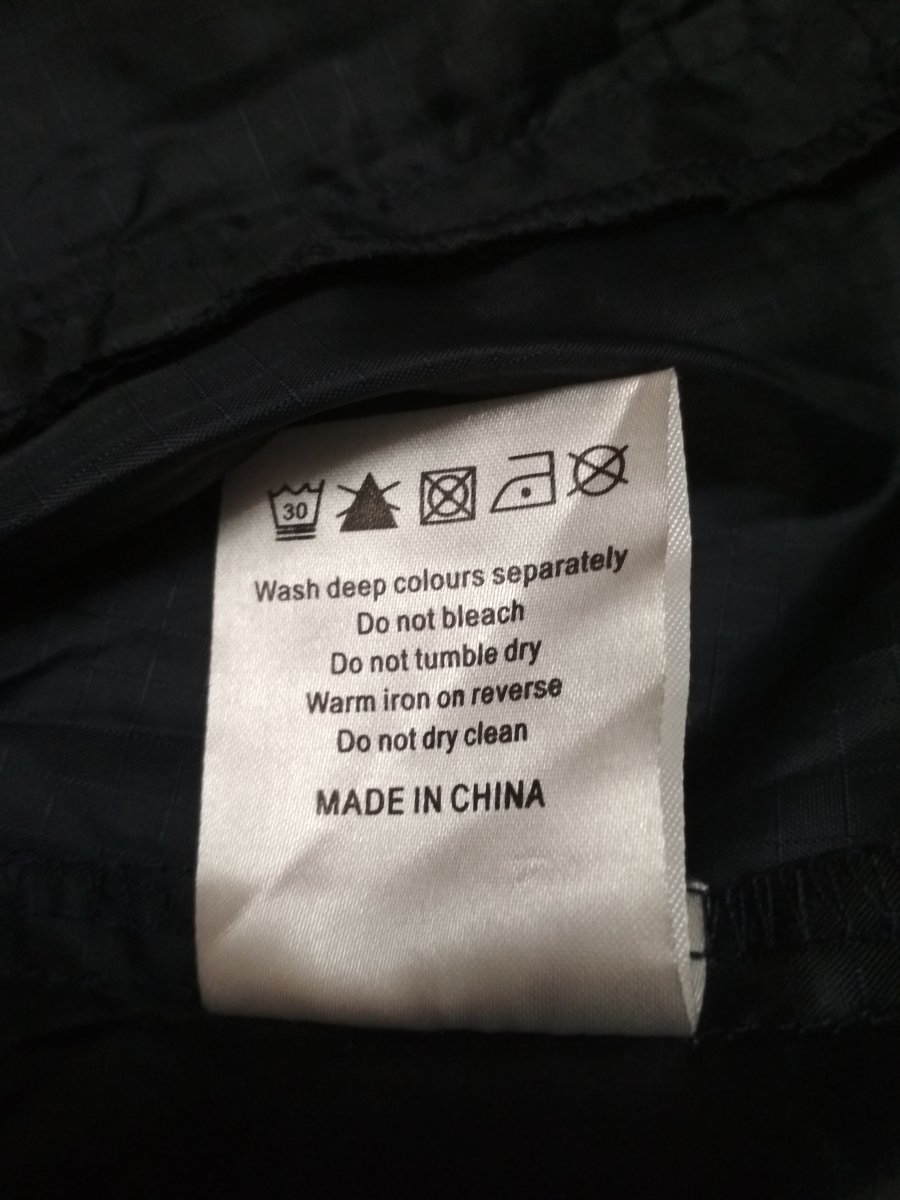 30
Wash deep colours separately
Do not bleach
Do not tumble dry
Warm iron on reverse
Do not dry clean
MADE IN CHINA